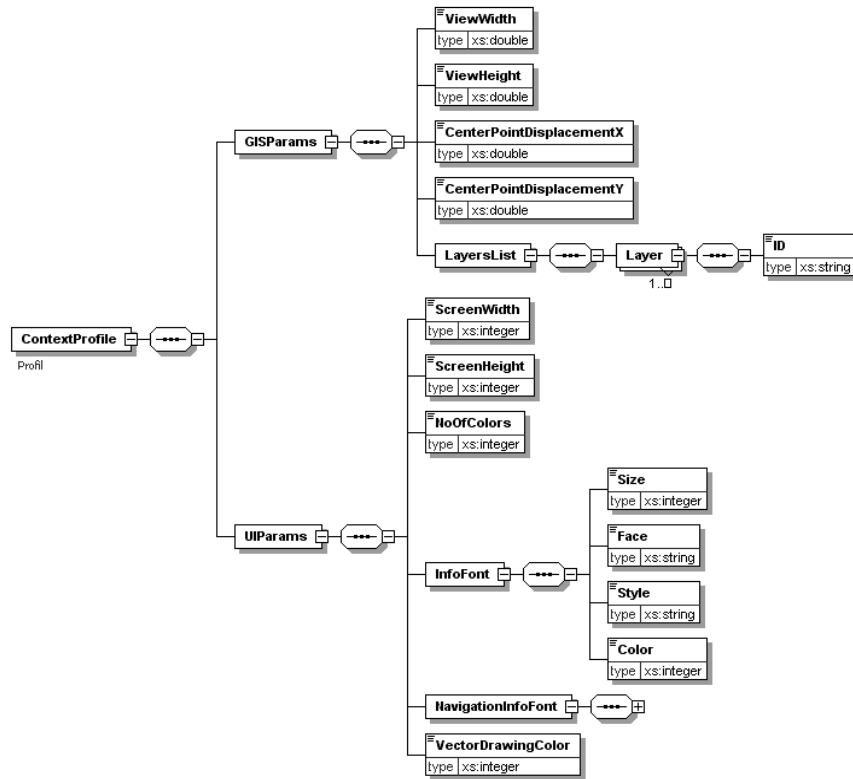 ViewWidth
type xs:double
ViewHeight
type xs:double
GISParams
CenterPointDisplacementX
type xs:double
CenterPointDisplacementY
type xs:double
LayersList
Layer
1..
ID
type xs:string
ContextProfile
Profil
ScreenWidth
type xs:integer
ScreenHeight
type xs:integer
NoOfColors
type xs:integer
UIParams
InfoFont
Size
type xs:integer
Face
type xs:string
Style
type xs:string
Color
type xs:integer
NavigationInfoFont
VectorDrawingColor
type xs:integer